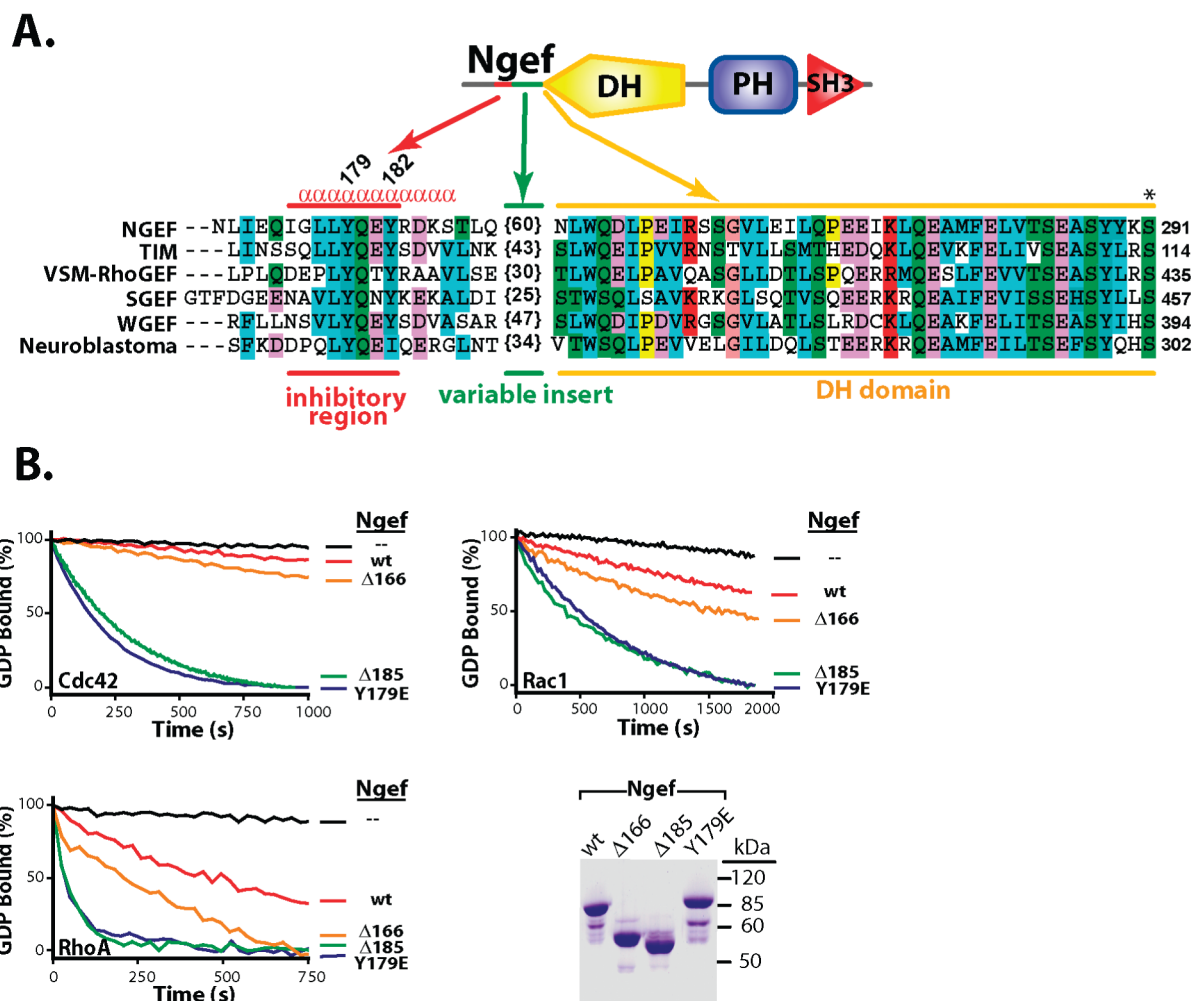 A.
Ngef
DH
PH
SH3
179
182
αααααααααααα
*
NGEF ---NLIEQIGLLYQEYRDKSTLQ {60} NLWQDLPEIRSSGVLEILQPEEIKLQEAMFELVTSEASYYKS 291
TIM ---LINSSQLLYQEYSDVVLNK {43} SLWQEIPVVRNSTVLLSMTHEDQKLQEVKFELIVSEASYLRS 114
VSM-RhoGEF ---LPLQDEPLYQTYRAAVLSE {30} TLWQELPAVQASGLLDTLSPQERRMQESLFEVVTSEASYLRS 435
SGEF GTFDGEENAVLYQNYKEKALDI {25} STWSQLSAVKRKGLSQTVSQEERKRQEAIFEVISSEHSYLLS 457
WGEF ---RFLLNSVLYQEYSDVASAR {47} SLWQDIPDVRGSGVLATLSLRDCKLQEAKFELITSEASYIHS 394
Neuroblastoma ---SFKDDPQLYQEIQERGLNT {34} VTWSQLPEVVELGILDQLSTEERKRQEAMFEILTSEFSYQHS 302
inhibitory
region
variable insert
DH domain
B.
Ngef
--
wt
Δ166
Δ185
Y179E
GDP Bound (%)
100
50
0
Cdc42
0 250 500 750 1000
Time (s)
Ngef
--
wt
Δ166
Δ185
Y179E
GDP Bound (%)
100
50
0
Rac1
0 500 1000 1500 2000
Time (s)
Ngef
--
wt
Δ166
Δ185
Y179E
GDP Bound (%)
100
50
0
RhoA
0 250 500 750
Time (s)
Ngef
wt Δ166 Δ185 Y179E
kDa
120
85
60
50